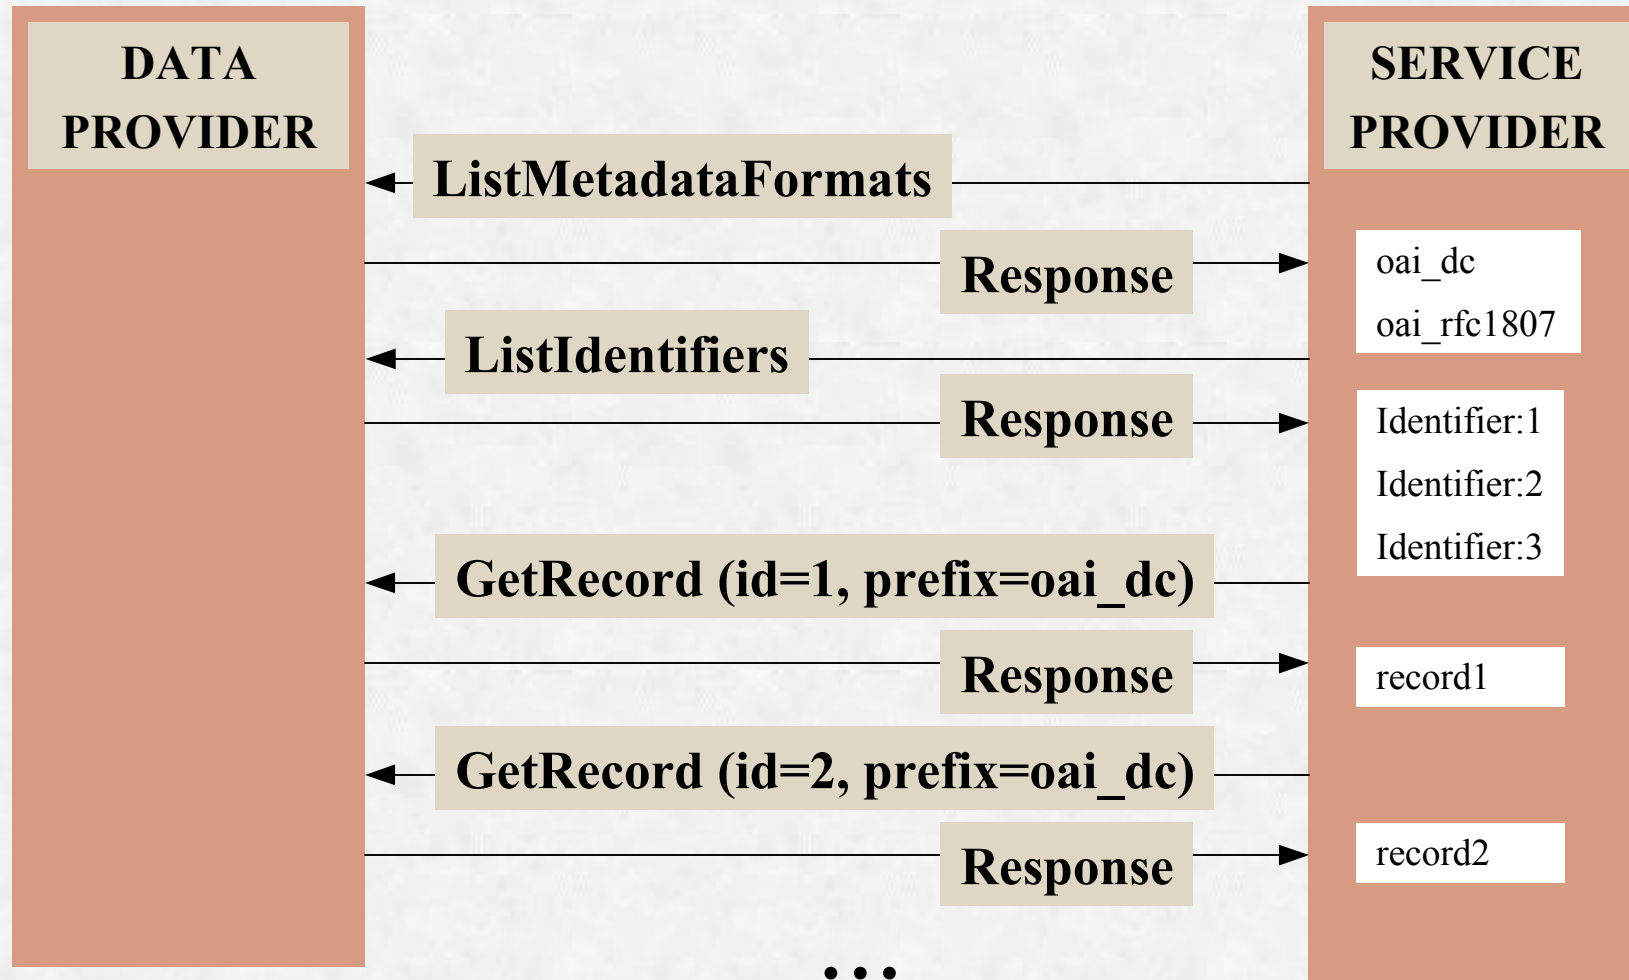 DATA
PROVIDER
SERVICE
PROVIDER
ListMetadataFormats
Response
oai_dc
oai_rfc1807
ListIdentifiers
Response
Identifier:1
Identifier:2
Identifier:3
GetRecord (id=1, prefix=oai_dc)
Response
record1
GetRecord (id=2, prefix=oai_dc)
Response
record2
...